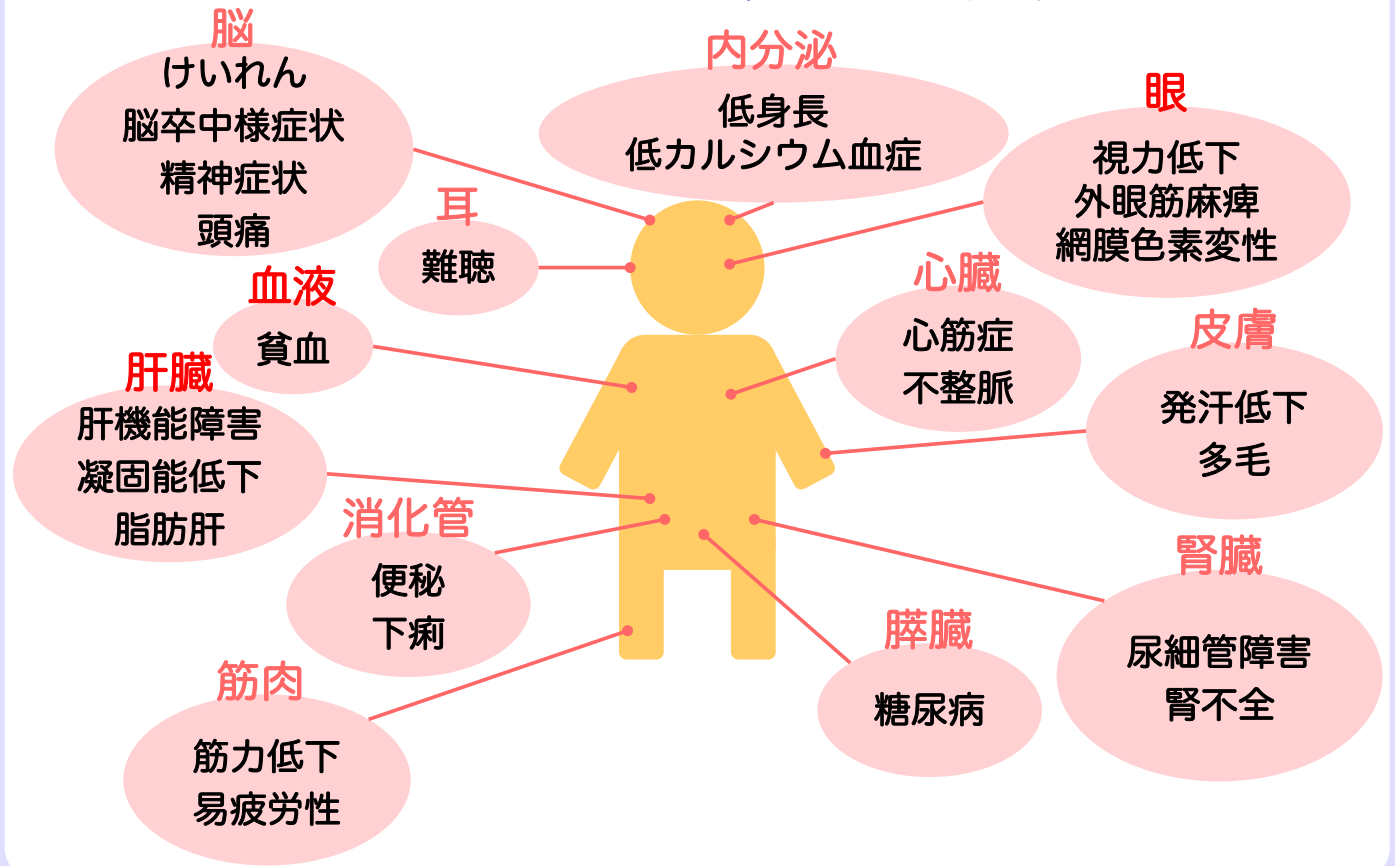 脳
けいれん
脳卒中様症状
精神症状
頭痛
内分泌
低身長
低カルシウム血症
眼
視力低下
外眼筋麻痺
網膜色素変性
耳
難聴
血液
貧血
心臓
心筋症
不整脈
皮膚
発汗低下
多毛
肝臓
肝機能障害
凝固能低下
脂肪肝
消化管
便秘
下痢
腎臓
尿細管障害
腎不全
膵臓
糖尿病
筋肉
筋力低下
易疲労性